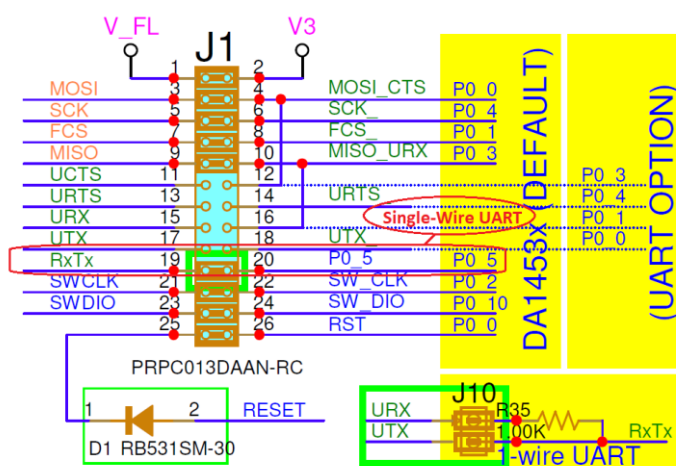 V_FL J1 V3
1 2
MOSI 3 4 MOSI_CTS P0_0
SCK 5 6 SCK_ P0_4
FCS 7 8 FCS_ P0_1
MISO 9 10 MISO_URX P0_3
UCTS 11 12 P0_3
URTS 13 14 URTS P0_4
URX 15 16 Single-Wire UART P0_1
UTX 17 18 UTX_ P0_0
RxTx 19 20 P0_5 P0_5
SWCLK 21 22 SW_CLK P0_2
SWDIO 23 24 SW_DIO P0_10
25 26 RST P0_0
DA1453x (DEFAULT)
(UART OPTION)
PRPC013DAAN-RC
1 2 RESET
D1 RB531SM-30
J10
URX R35
UTX 1.00K RxTx
1-wire UART